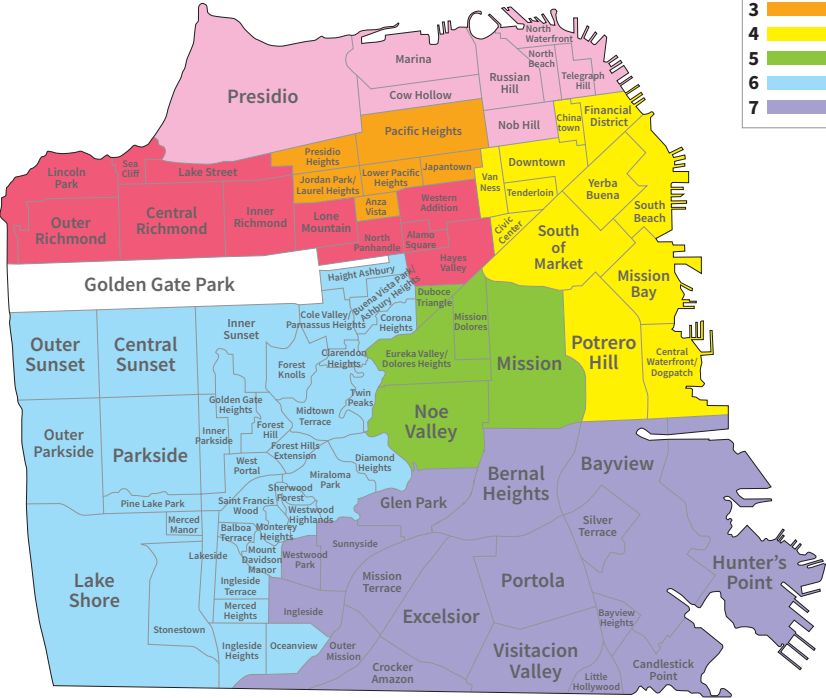 3
4
5
6
7
North
Waterfront
Marina
North
Beach
Russian
Hill
Telegraph
Hill
Presidio
Cow Hollow
Financial
District
China
town
Nob Hill
Pacific Heights
Presidio
Heights
Downtown
Japantown
Lower Pacific
Heights
Jordan Park/
Laurel Heights
Van
Ness
Tenderloin
Yerba
Buena
Sea
Cliff
Lake Street
Lincoln
Park
Anza
Vista
Western
Addition
South
Beach
Outer
Richmond
Central
Richmond
Inner
Richmond
Lone
Mountain
North
Panhandle
Alamo
Square
Civic
Center
South
of
Market
Hayes
Valley
Mission
Bay
Golden Gate Park
Haight Ashbury
Buena Vista Park/
Ashbury Heights
Duboce
Triangle
Cole Valley/
Parnassus Heights
Corona
Heights
Mission
Dolores
Inner
Sunset
Outer
Sunset
Central
Sunset
Clarendon
Heights
Eureka Valley/
Dolores Heights
Mission
Potrero
Hill
Central
Waterfront/
Dogpatch
Forest
Knolls
Twin
Peaks
Golden Gate
Heights
Midtown
Terrace
Noe
Valley
Outer
Parkside
Parkside
Inner
Parkside
Forest
Hill
Forest Hills
Extension
West
Portal
Diamond
Heights
Miraloma
Park
Bernal
Heights
Bayview
Sherwood
Forest
Pine Lake Park
Saint Francis
Wood
Glen Park
Westwood
Highlands
Merced
Manor
Balboa
Terrace
Monterey
Heights
Silver
Terrace
Sunnyside
Lakeside
Mount
Davidson
Manor
Westwood
Park
Hunter’s
Point
Lake
Shore
Ingleside
Terrace
Mission
Terrace
Portola
Merced
Heights
Ingleside
Excelsior
Bayview
Heights
Stonestown
Ingleside
Heights
Oceanview
Outer
Mission
Visitacion
Valley
Crocker
Amazon
Little
Hollywood
Candlestick
Point